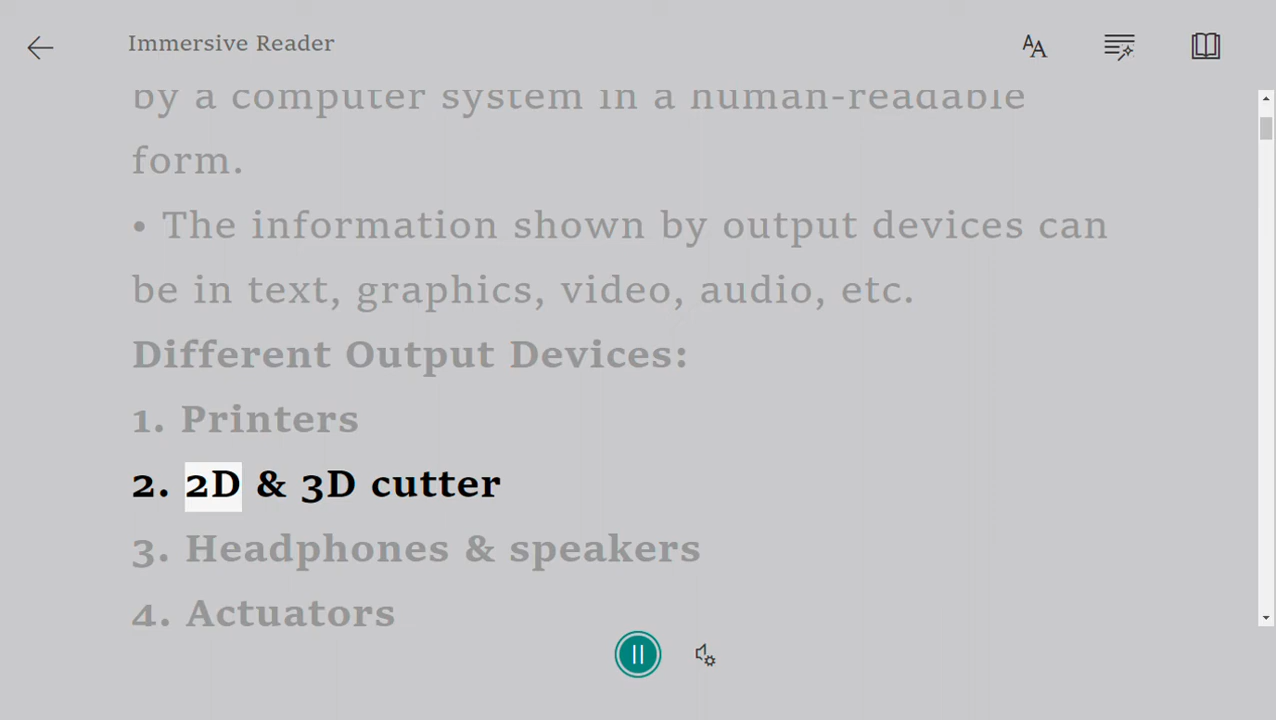 Immersive Reader
by a computer system in a human-readable
form.
• The information shown by output devices can
be in text, graphics, video, audio, etc.
Different Output Devices:
1. Printers
2. 2D & 3D cutter
3. Headphones & speakers
4. Actuators